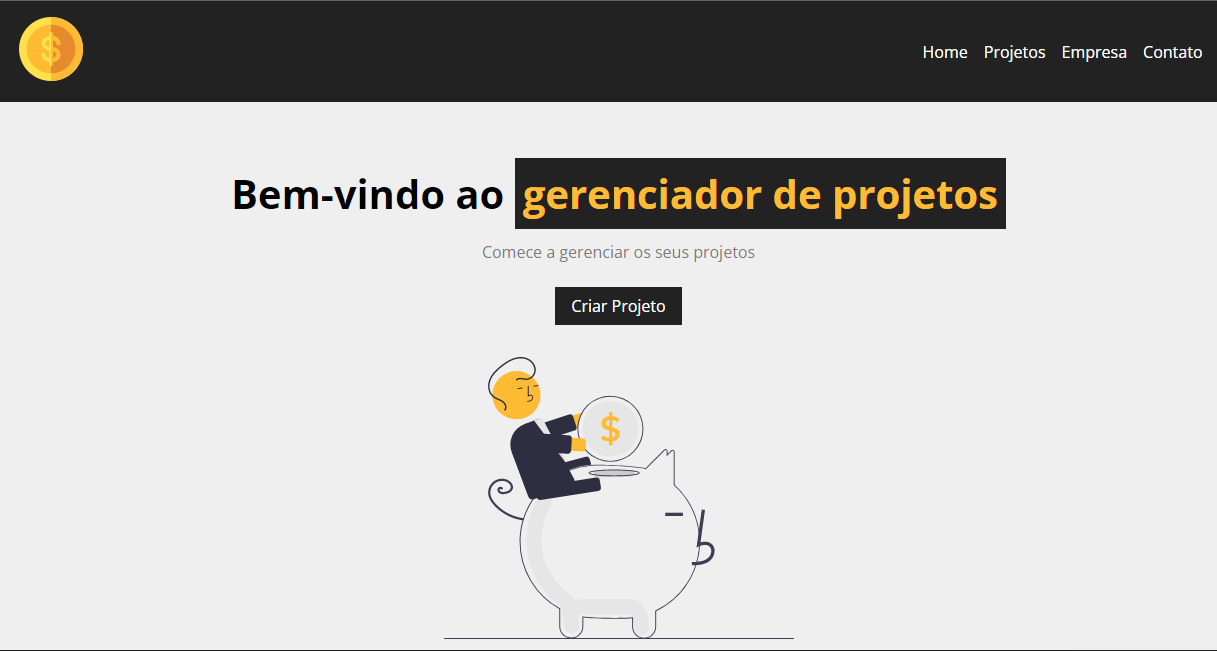 $
Home Projetos Empresa Contato
Bem-vindo ao gerenciador de projetos
Comece a gerenciar os seus projetos
Criar Projeto
$